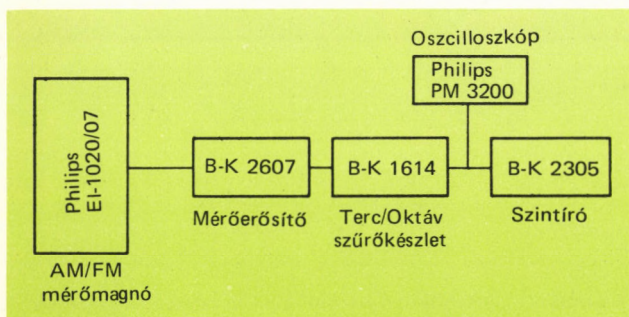 Oszcilloszkóp
Philips
PM 3200
Philips
EI-1020/07
B-K 2607
B-K 1614
B-K 2305
Mérőerősítő
Terc/Oktáv
szűrőkészlet
Szintíró
AM/FM
mérőmagnó